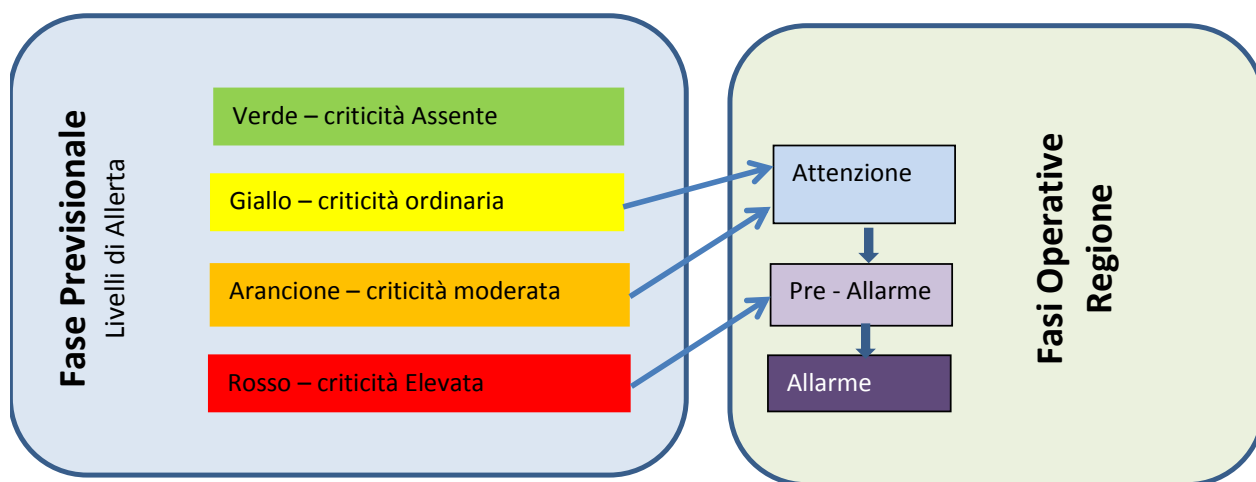 Fase Previsionale
Livelli di Allerta
Verde – criticità Assente
Giallo – criticità ordinaria
Arancione – criticità moderata
Rosso – criticità Elevata
Attenzione
Pre - Allarme
Allarme
Fasi Operative
Regione